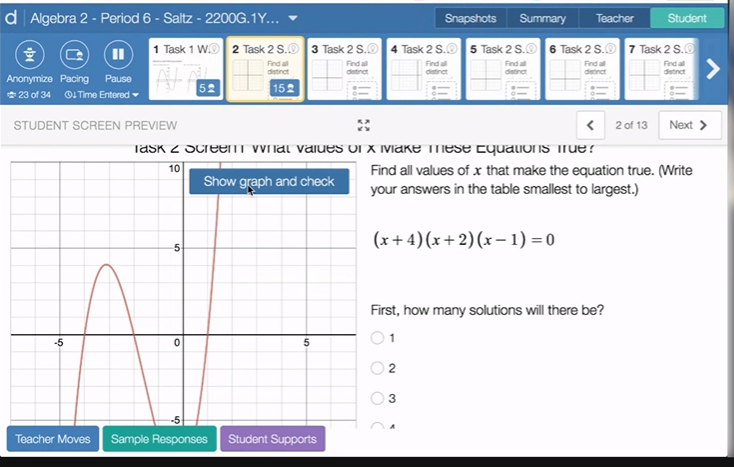 d Algebra 2 - Period 6 - Saltz - 2200G.1Y...
Snapshots Summary Teacher Student
Anonymize Pacing Pause
23 of 34 Time Entered
1 Task 1 W.
5
2 Task 2 S..
Find all
distinct
15
3 Task 2 S..
Find all
distinct
4 Task 2 S..
Find all
distinct
5 Task 2 S..
Find all
distinct
6 Task 2 S..
Find all
distinct
7 Task 2 S..
Find all
distinct
STUDENT SCREEN PREVIEW
2 of 13 Next
Task 2 Screen 1 What Values of x Make These Equations True?
10
5
-5 0 5
-5
Show graph and check
Find all values of x that make the equation true. (Write
your answers in the table smallest to largest.)
(x + 4)(x + 2)(x − 1) = 0
First, how many solutions will there be?
1
2
3
4
Teacher Moves Sample Responses Student Supports